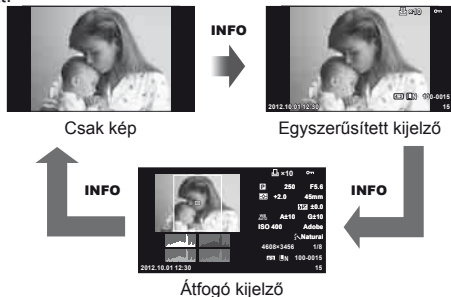 INFO
×10
2012.10.01 12:30
L N 100-0015
15
Csak kép
Egyszerűsített kijelző
INFO
INFO
×10
P 250 F5.6
+2.0 45mm
±0.0
A±10 G±10
ISO 400 Adobe
Natural
4608×3456 1/8
L N 100-0015
2012.10.01 12:30
15
Átfogó kijelző